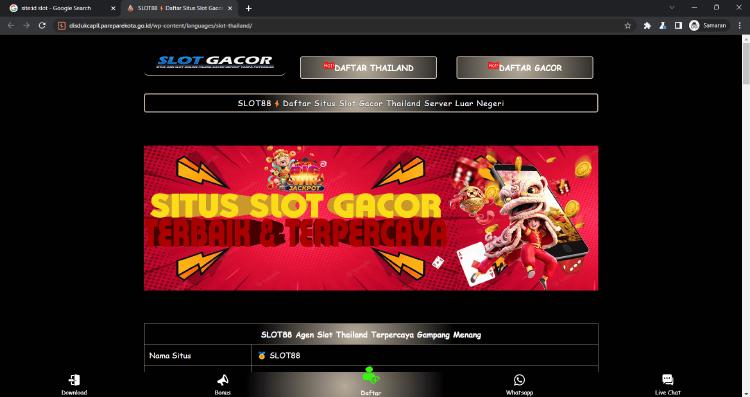 site:id slot - Google Search
SLOT88 ⚡ Daftar Situs Slot Gacor
disdukcapil.pareparekota.go.id/wp-content/languages/slot-thailand/
Samaran
SLOT GACOR
HOT! DAFTAR THAILAND
HOT! DAFTAR GACOR
SLOT88 ⚡ Daftar Situs Slot Gacor Thailand Server Luar Negeri
BIG
JACKPOT
SITUS SLOT GACOR
TERBAIK & TERPERCAYA
SLOT88 Agen Slot Thailand Terpercaya Gampang Menang
Nama Situs
🏅 SLOT88
Download
Bonus
Daftar
Whatsapp
Live Chat